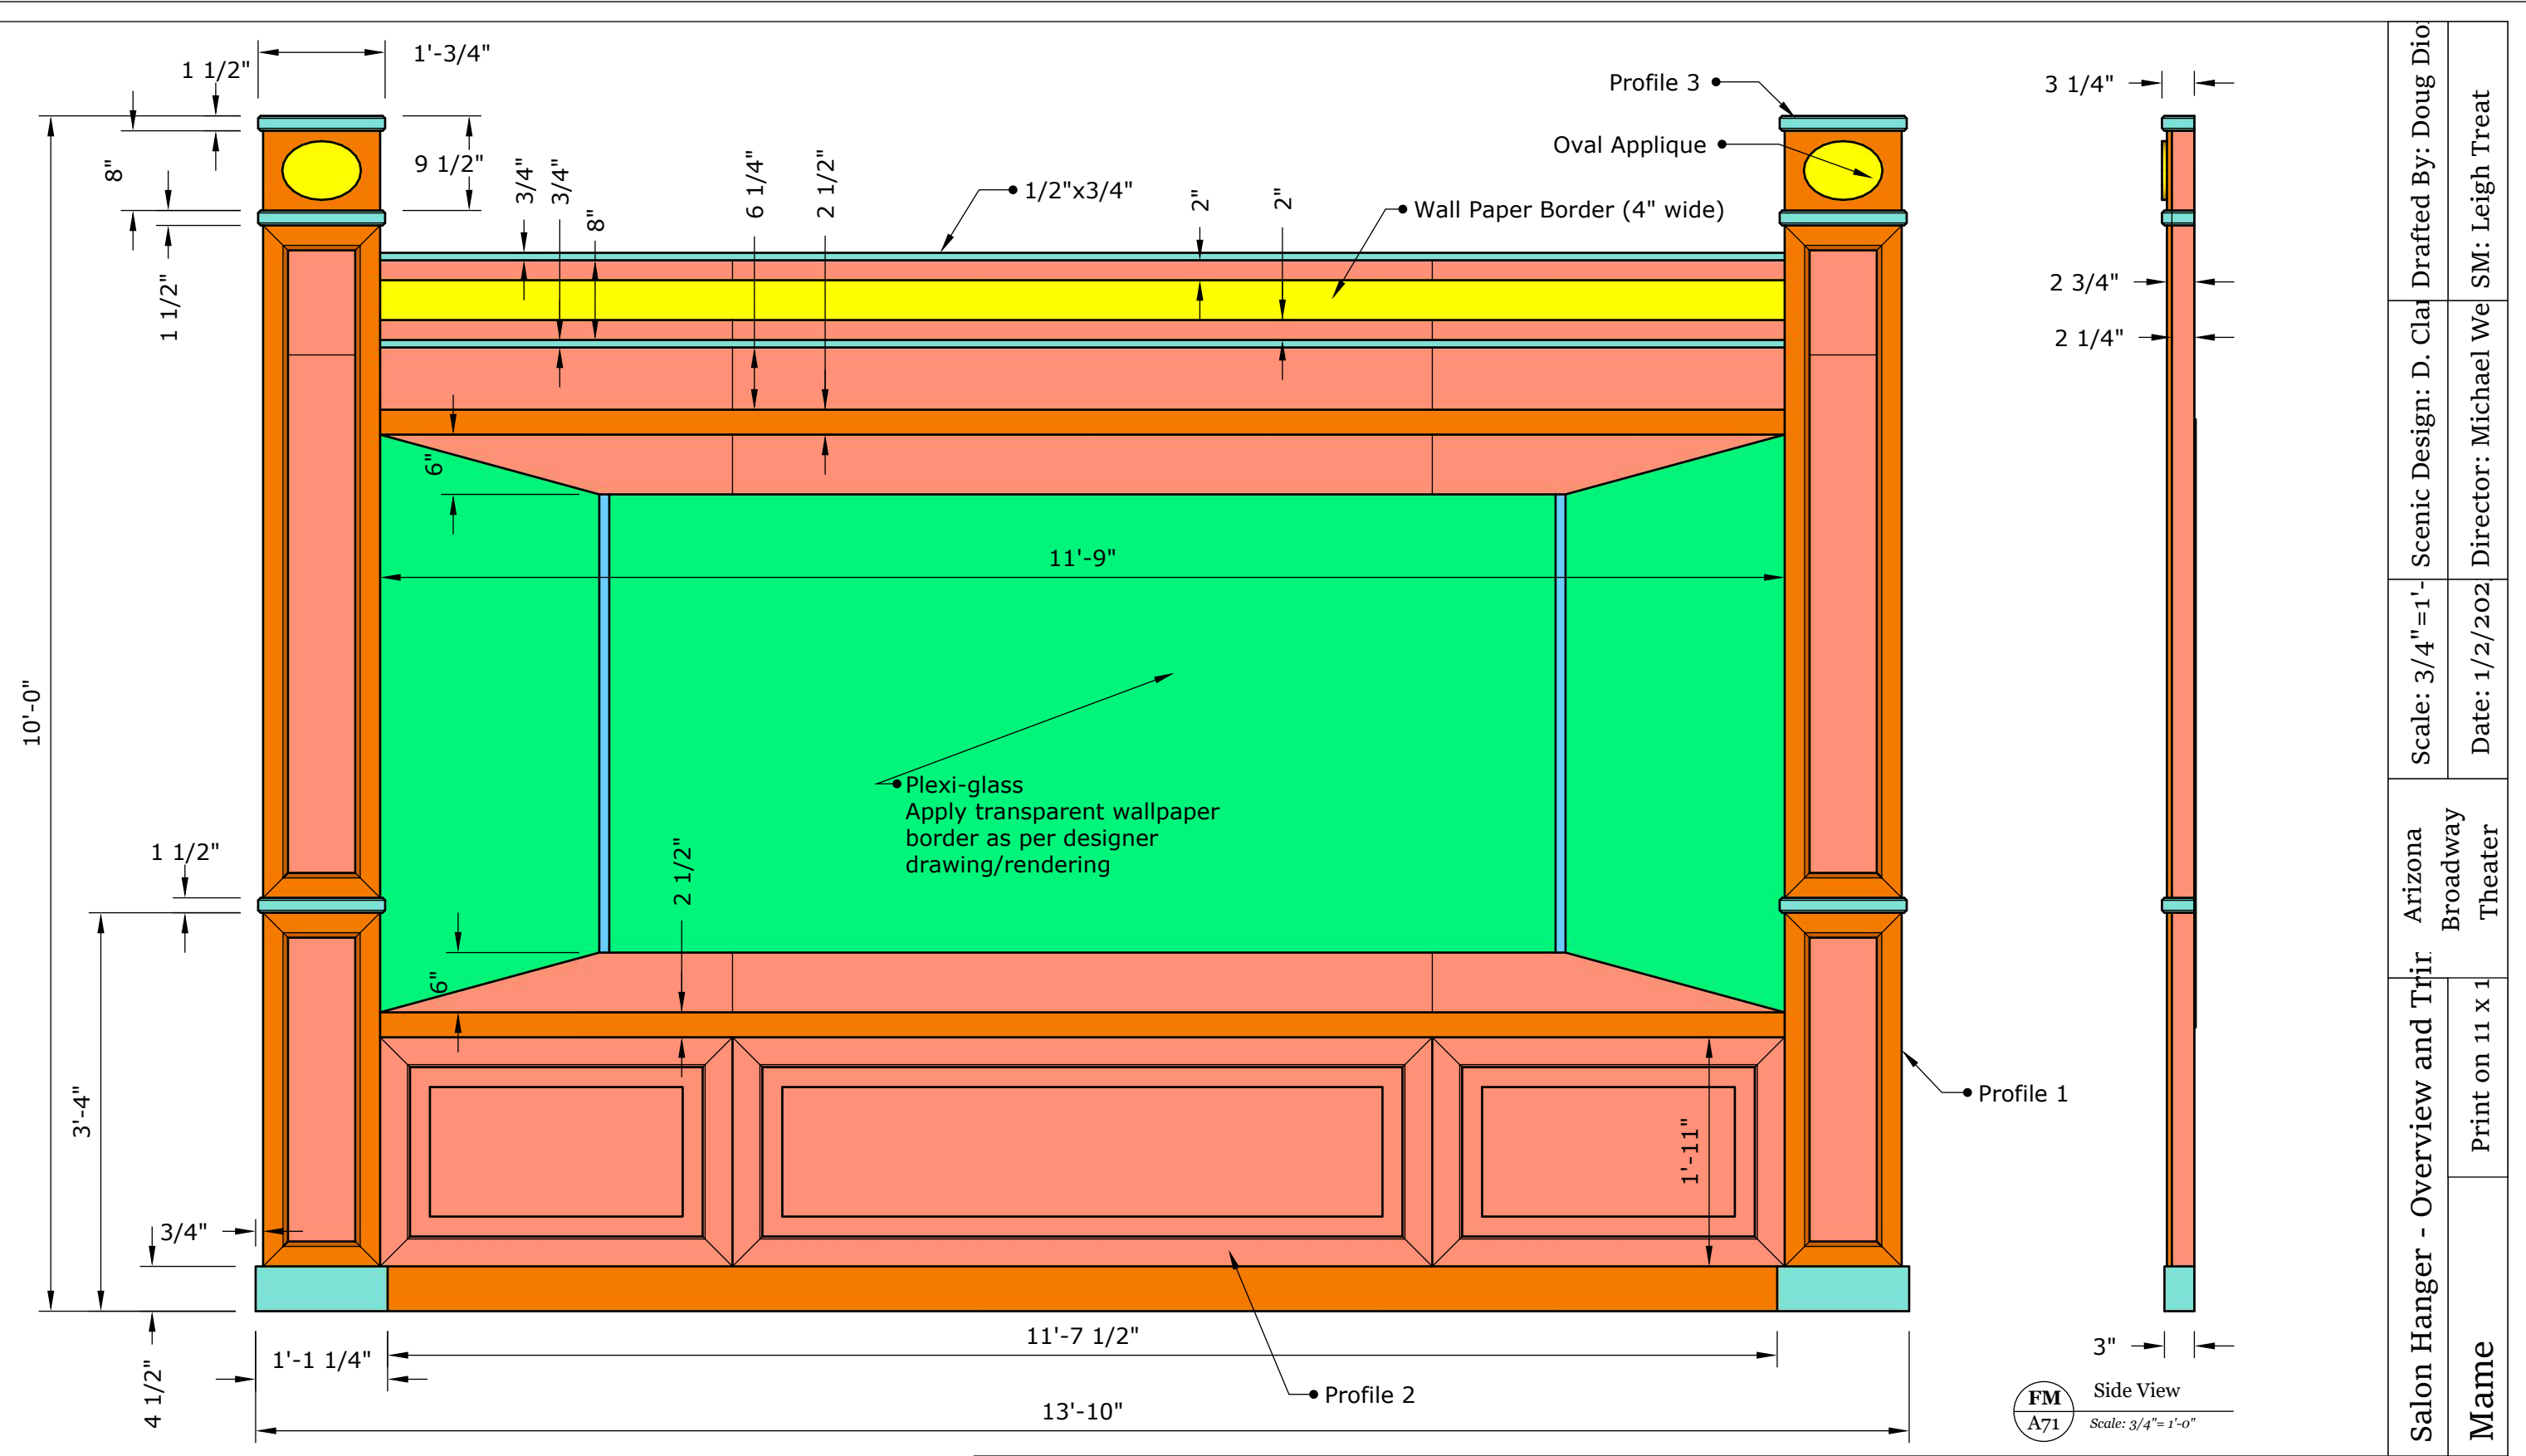 1'-3/4"
1 1/2"
8"
9 1/2"
1 1/2"
3/4"
3/4"
8"
6 1/4"
2 1/2"
1/2"x3/4"
2"
2"
Profile 3
Oval Applique
Wall Paper Border (4" wide)
3 1/4"
2 3/4"
2 1/4"
6"
11'-9"
10'-0"
Plexi-glass
Apply transparent wallpaper
border as per designer
drawing/rendering
1 1/2"
2 1/2"
6"
3'-4"
1'-11"
Profile 1
3/4"
4 1/2"
1'-1 1/4"
11'-7 1/2"
Profile 2
13'-10"
3"
FM
A71
Side View
Scale: 3/4"= 1'-0"
Drafted By: Doug
SM: Leigh Treat
Scenic Design: D.
Director: Michael
Scale: 3/4"=1'-
Date: 1/2/202
Arizona
Broadway
Theater
Salon Hanger - Overview and
Print on 11 x 1
Mame